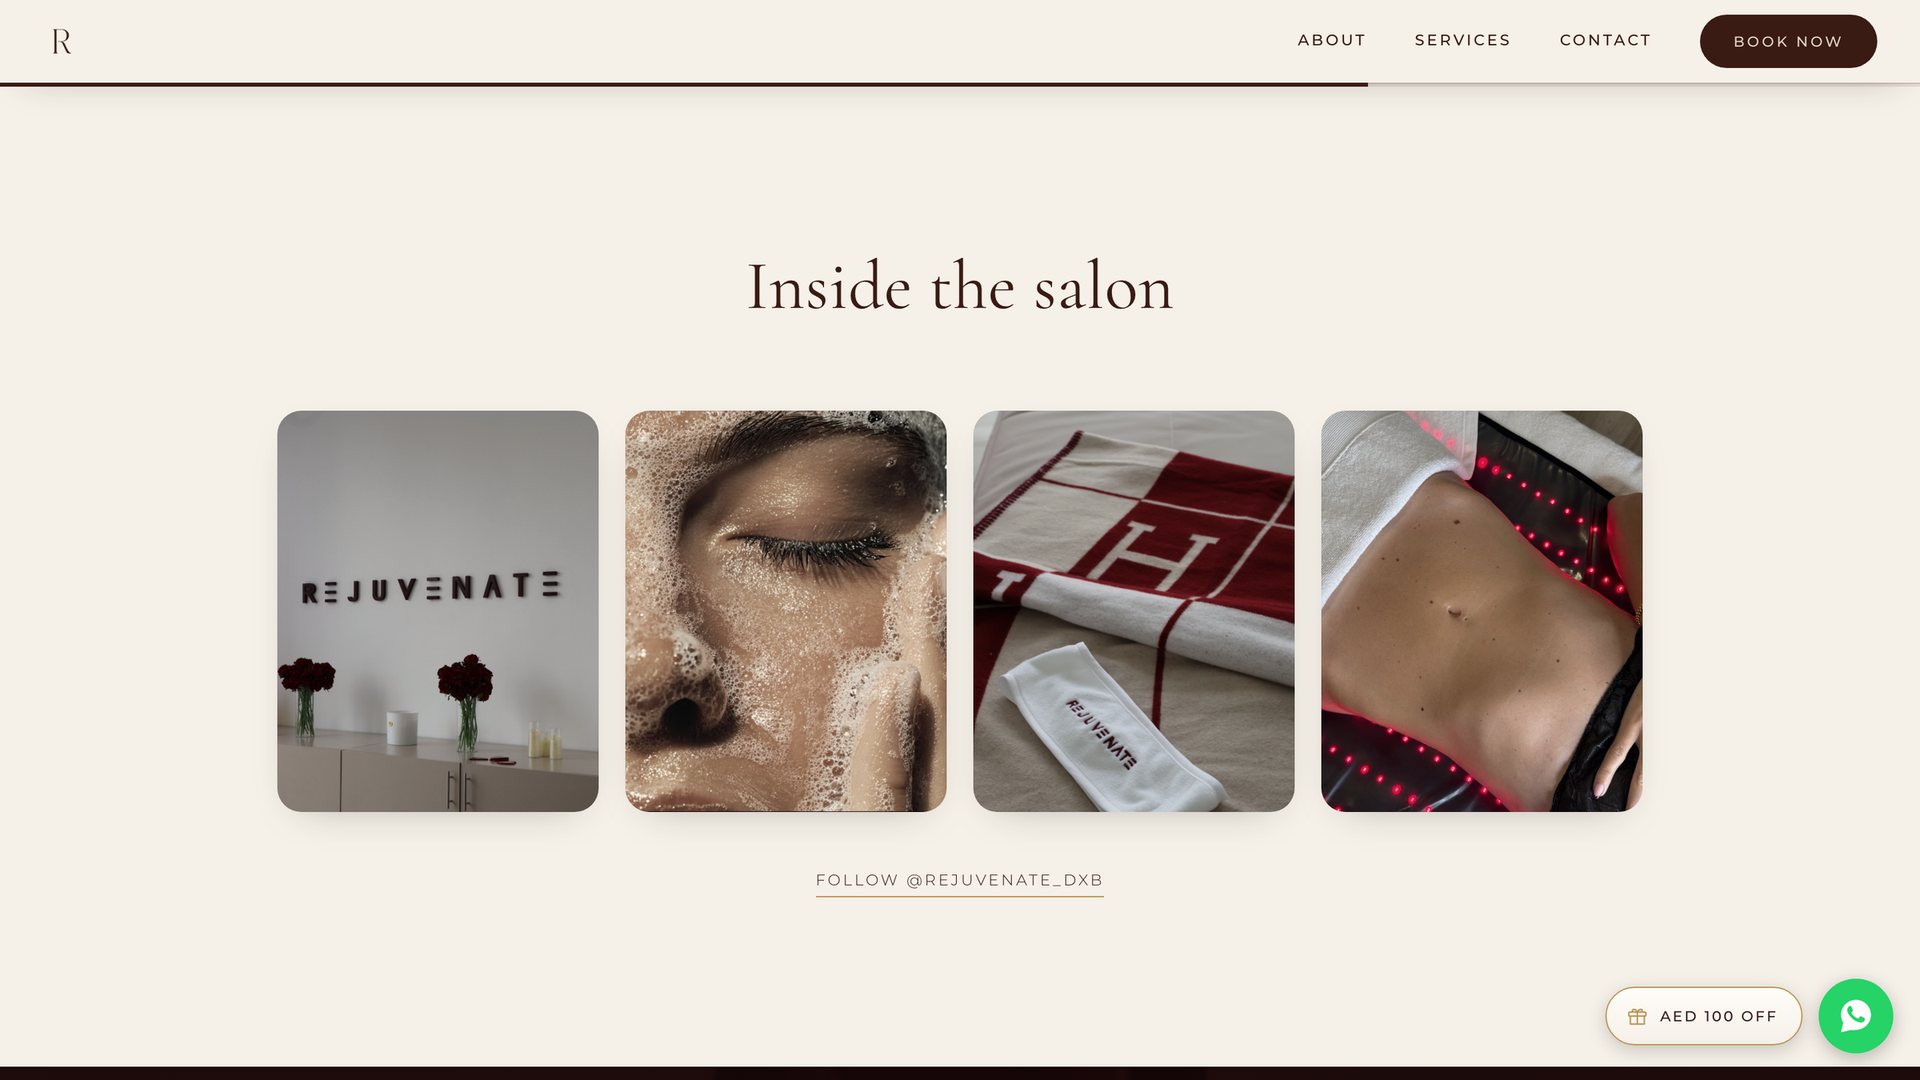 R
ABOUT
SERVICES
CONTACT
BOOK NOW
Inside the salon
REJUVENATE
H
REJUVENATE
FOLLOW @REJUVENATE_DXB
AED 100 OFF